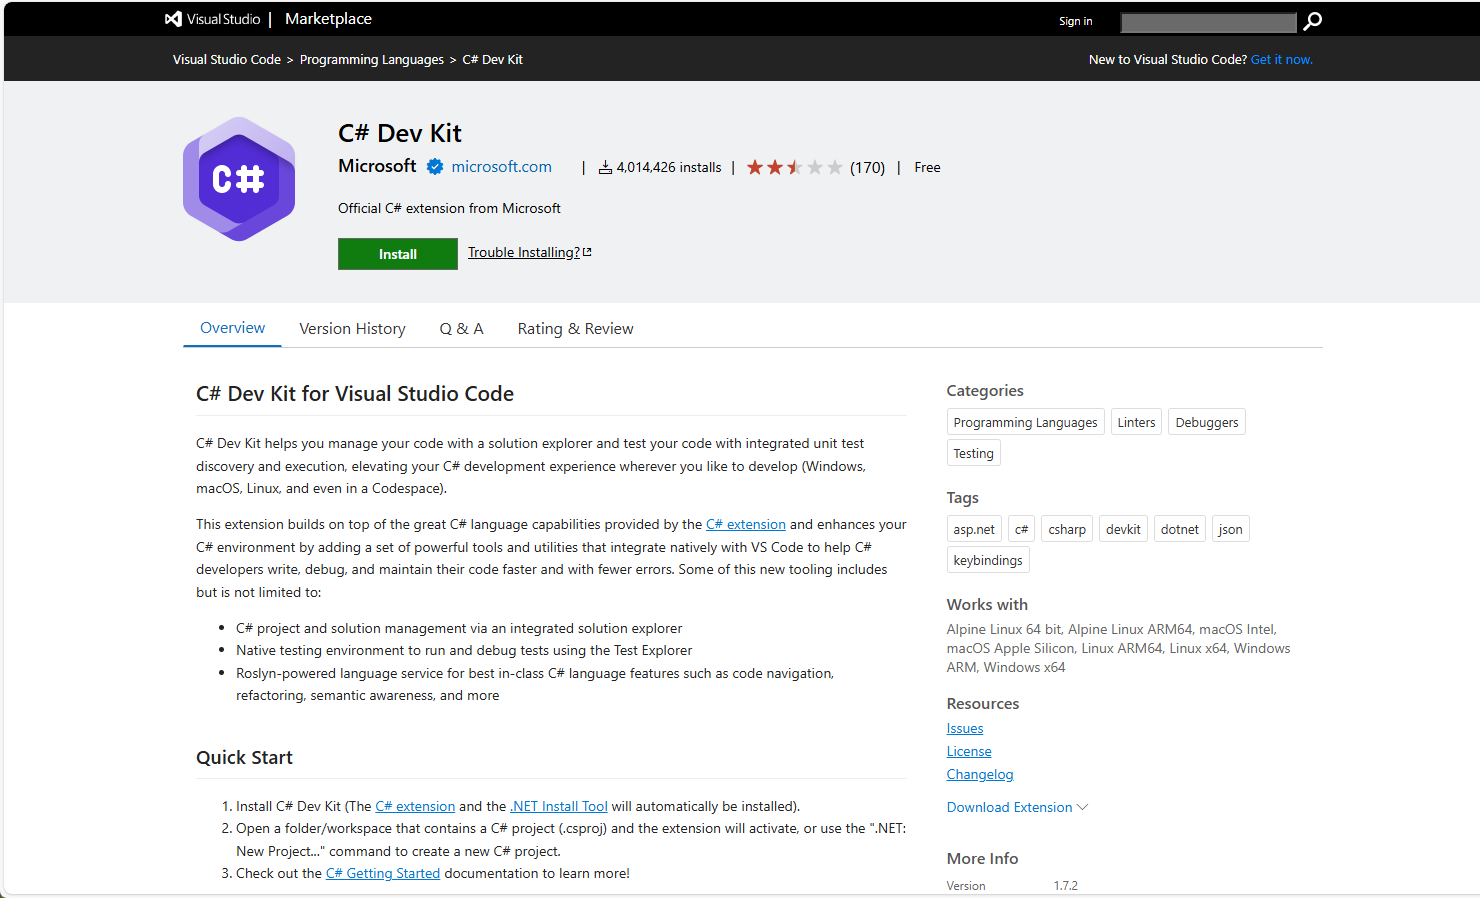 Visual Studio | Marketplace
Sign in
Visual Studio Code > Programming Languages > C# Dev Kit
New to Visual Studio Code? Get it now.
C#
C# Dev Kit
Microsoft microsoft.com | 4,014,426 installs | (170) | Free
Official C# extension from Microsoft
Install Trouble Installing?
Overview Version History Q & A Rating & Review
C# Dev Kit for Visual Studio Code
C# Dev Kit helps you manage your code with a solution explorer and test your code with integrated unit test
discovery and execution, elevating your C# development experience wherever you like to develop (Windows,
macOS, Linux, and even in a Codespace).
This extension builds on top of the great C# language capabilities provided by the C# extension and enhances your
C# environment by adding a set of powerful tools and utilities that integrate natively with VS Code to help C#
developers write, debug, and maintain their code faster and with fewer errors. Some of this new tooling includes
but is not limited to:
• C# project and solution management via an integrated solution explorer
• Native testing environment to run and debug tests using the Test Explorer
• Roslyn-powered language service for best in-class C# language features such as code navigation,
refactoring, semantic awareness, and more
Quick Start
1. Install C# Dev Kit (The C# extension and the .NET Install Tool will automatically be installed).
2. Open a folder/workspace that contains a C# project (.csproj) and the extension will activate, or use the ".NET:
New Project..." command to create a new C# project.
3. Check out the C# Getting Started documentation to learn more!
Categories
Programming Languages Linters Debuggers
Testing
Tags
asp.net c# csharp devkit dotnet json
keybindings
Works with
Alpine Linux 64 bit, Alpine Linux ARM64, macOS Intel,
macOS Apple Silicon, Linux ARM64, Linux x64, Windows
ARM, Windows x64
Resources
Issues
License
Changelog
Download Extension
More Info
Version 1.7.2